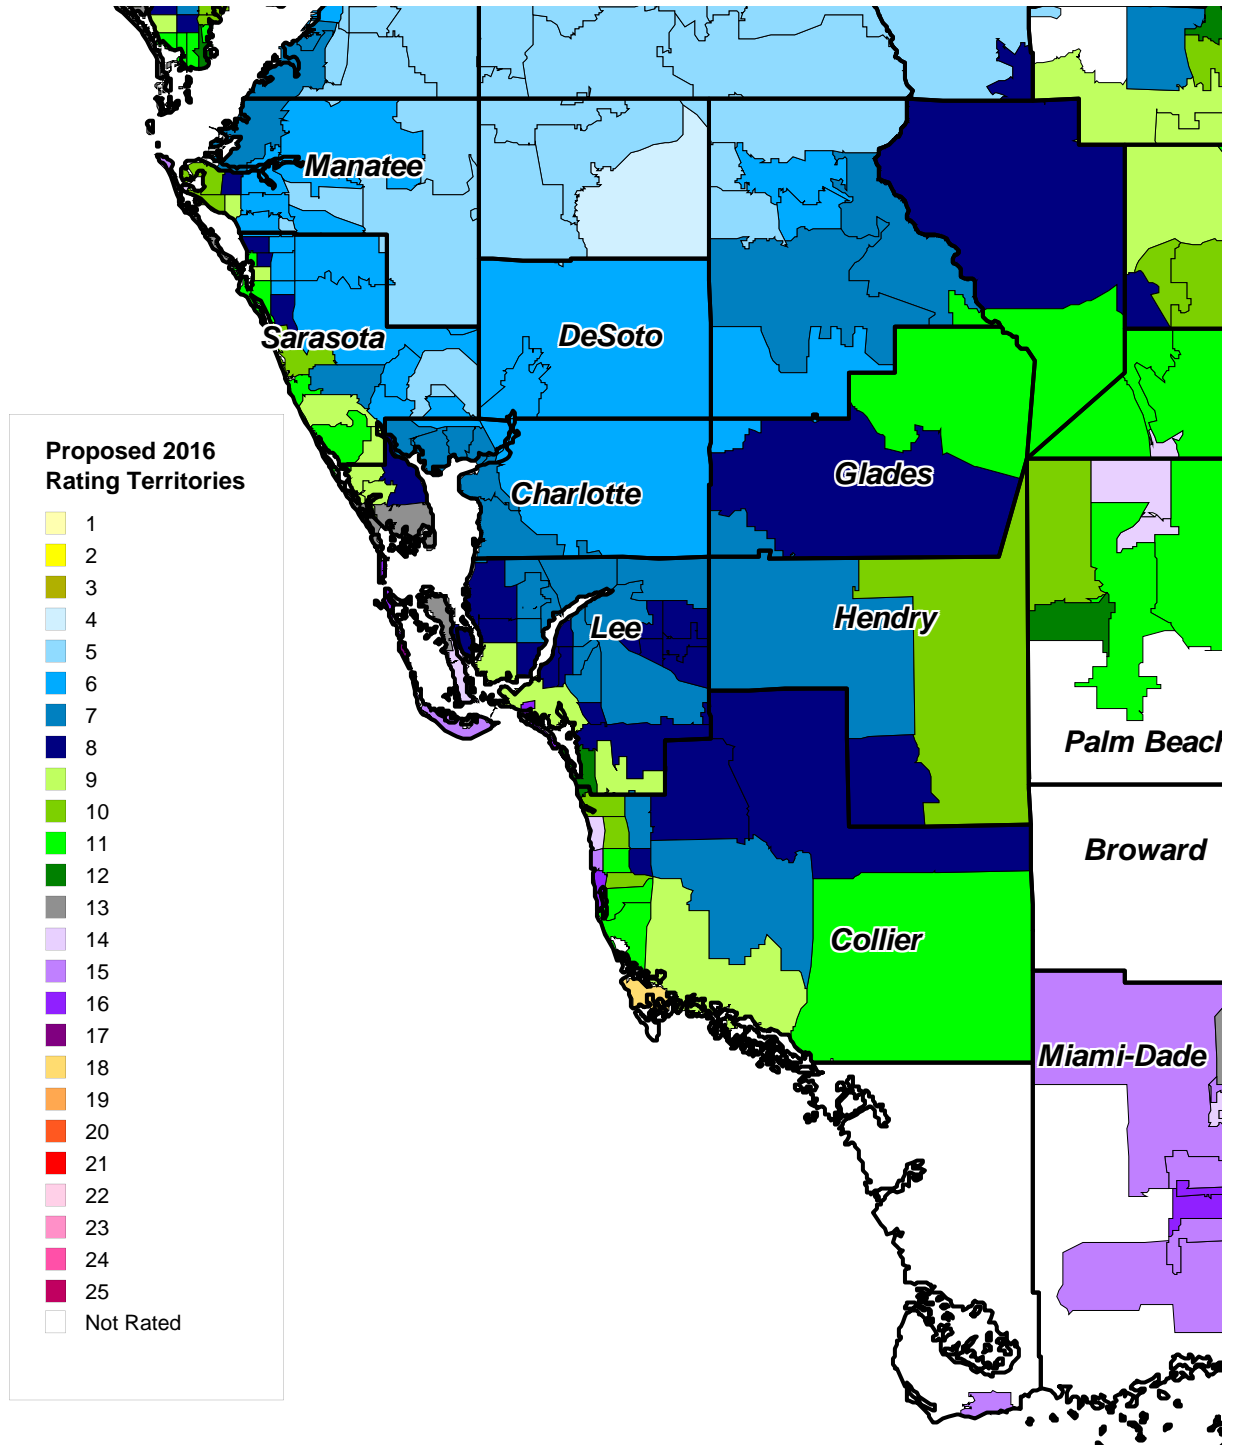 Manatee
Sarasota
DeSoto
Charlotte
Glades
Lee
Hendry
Palm Beach
Broward
Collier
Miami-Dade
Proposed 2016
Rating Territories
1
2
3
4
5
6
7
8
9
10
11
12
13
14
15
16
17
18
19
20
21
22
23
24
25
Not Rated